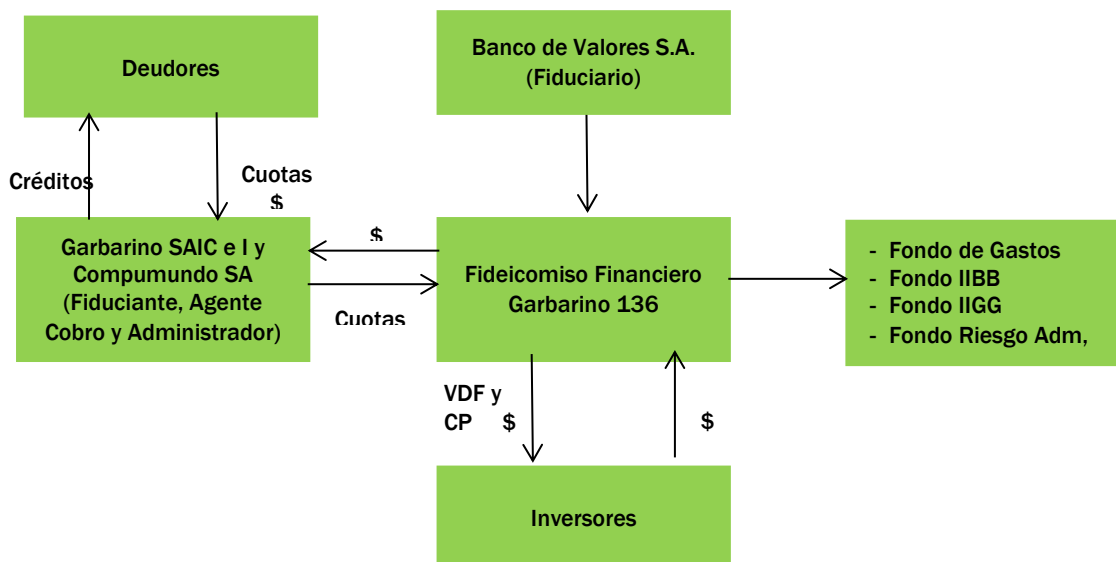 Deudores
Banco de Valores S.A.
(Fiduciario)
Créditos
Cuotas
$
Garbarino SAIC e I y
Compumundo SA
(Fiduciante, Agente
Cobro y Administrador)
$
Cuotas
Fideicomiso Financiero
Garbarino 136
- Fondo de Gastos
- Fondo IIBB
- Fondo IIGG
- Fondo Riesgo Adm,
VDF y
CP $
$
Inversores